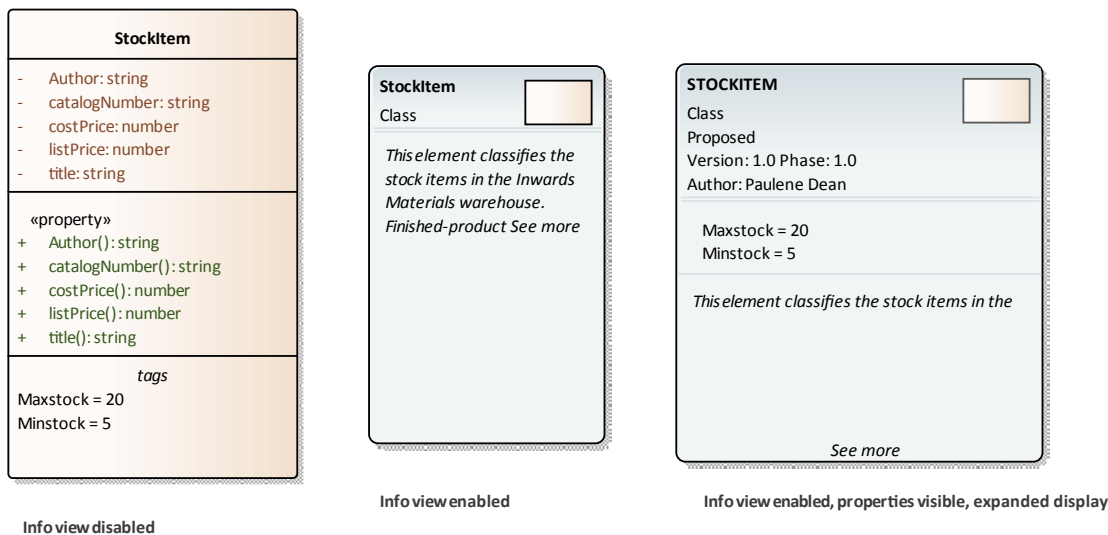 StockItem
- Author: string
- catalogNumber: string
- costPrice: number
- listPrice: number
- title: string
«property»
+ Author(): string
+ catalogNumber(): string
+ costPrice(): number
+ listPrice(): number
+ title(): string
tags
Maxstock = 20
Minstock = 5
Info view disabled
StockItem
Class
This element classifies the
stock items in the Inwards
Materials warehouse.
Finished-product See more
Info view enabled
STOCKITEM
Class
Proposed
Version: 1.0 Phase: 1.0
Author: Paulene Dean
Maxstock = 20
Minstock = 5
This element classifies the stock items in the
See more
Info view enabled, properties visible, expanded display